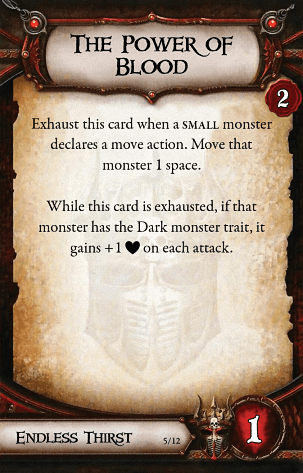 THE POWER OF
BLOOD
2
Exhaust this card when a SMALL monster
declares a move action. Move that
monster 1 space.
While this card is exhausted, if that
monster has the Dark monster trait, it
gains +1 ♥ on each attack.
ENDLESS THIRST
5/12
1